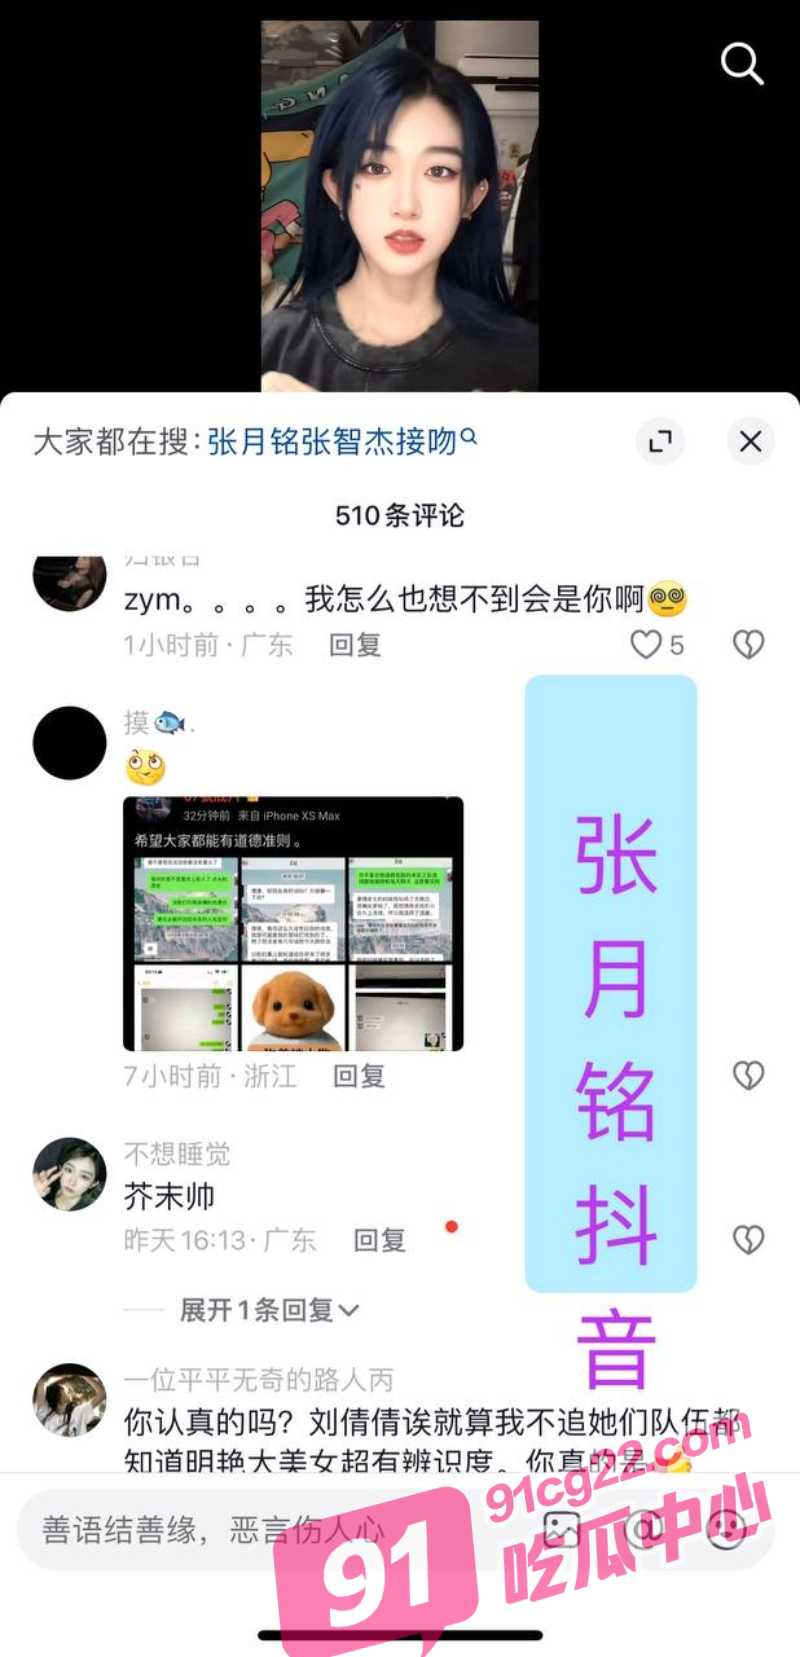 大家都在搜：张月铭张智杰接吻
510条评论
zym。。。。我怎么也想不到会是你啊
1小时前·广东 回复
5
摸🐟.
32分钟前 来自 iPhone XS Max
希望大家都能有道德准则。
7小时前·浙江 回复
不想睡觉
芥末帅
昨天16:13·广东 回复
展开1条回复
一位平平无奇的路人丙
你认真的吗？刘倩倩诶就算我不追她们队伍都
知道明艳大美女超有辨识度。你真的是
善语结善缘，恶言伤人心
张月铭抖音
91
91cg22.com
吃瓜中心